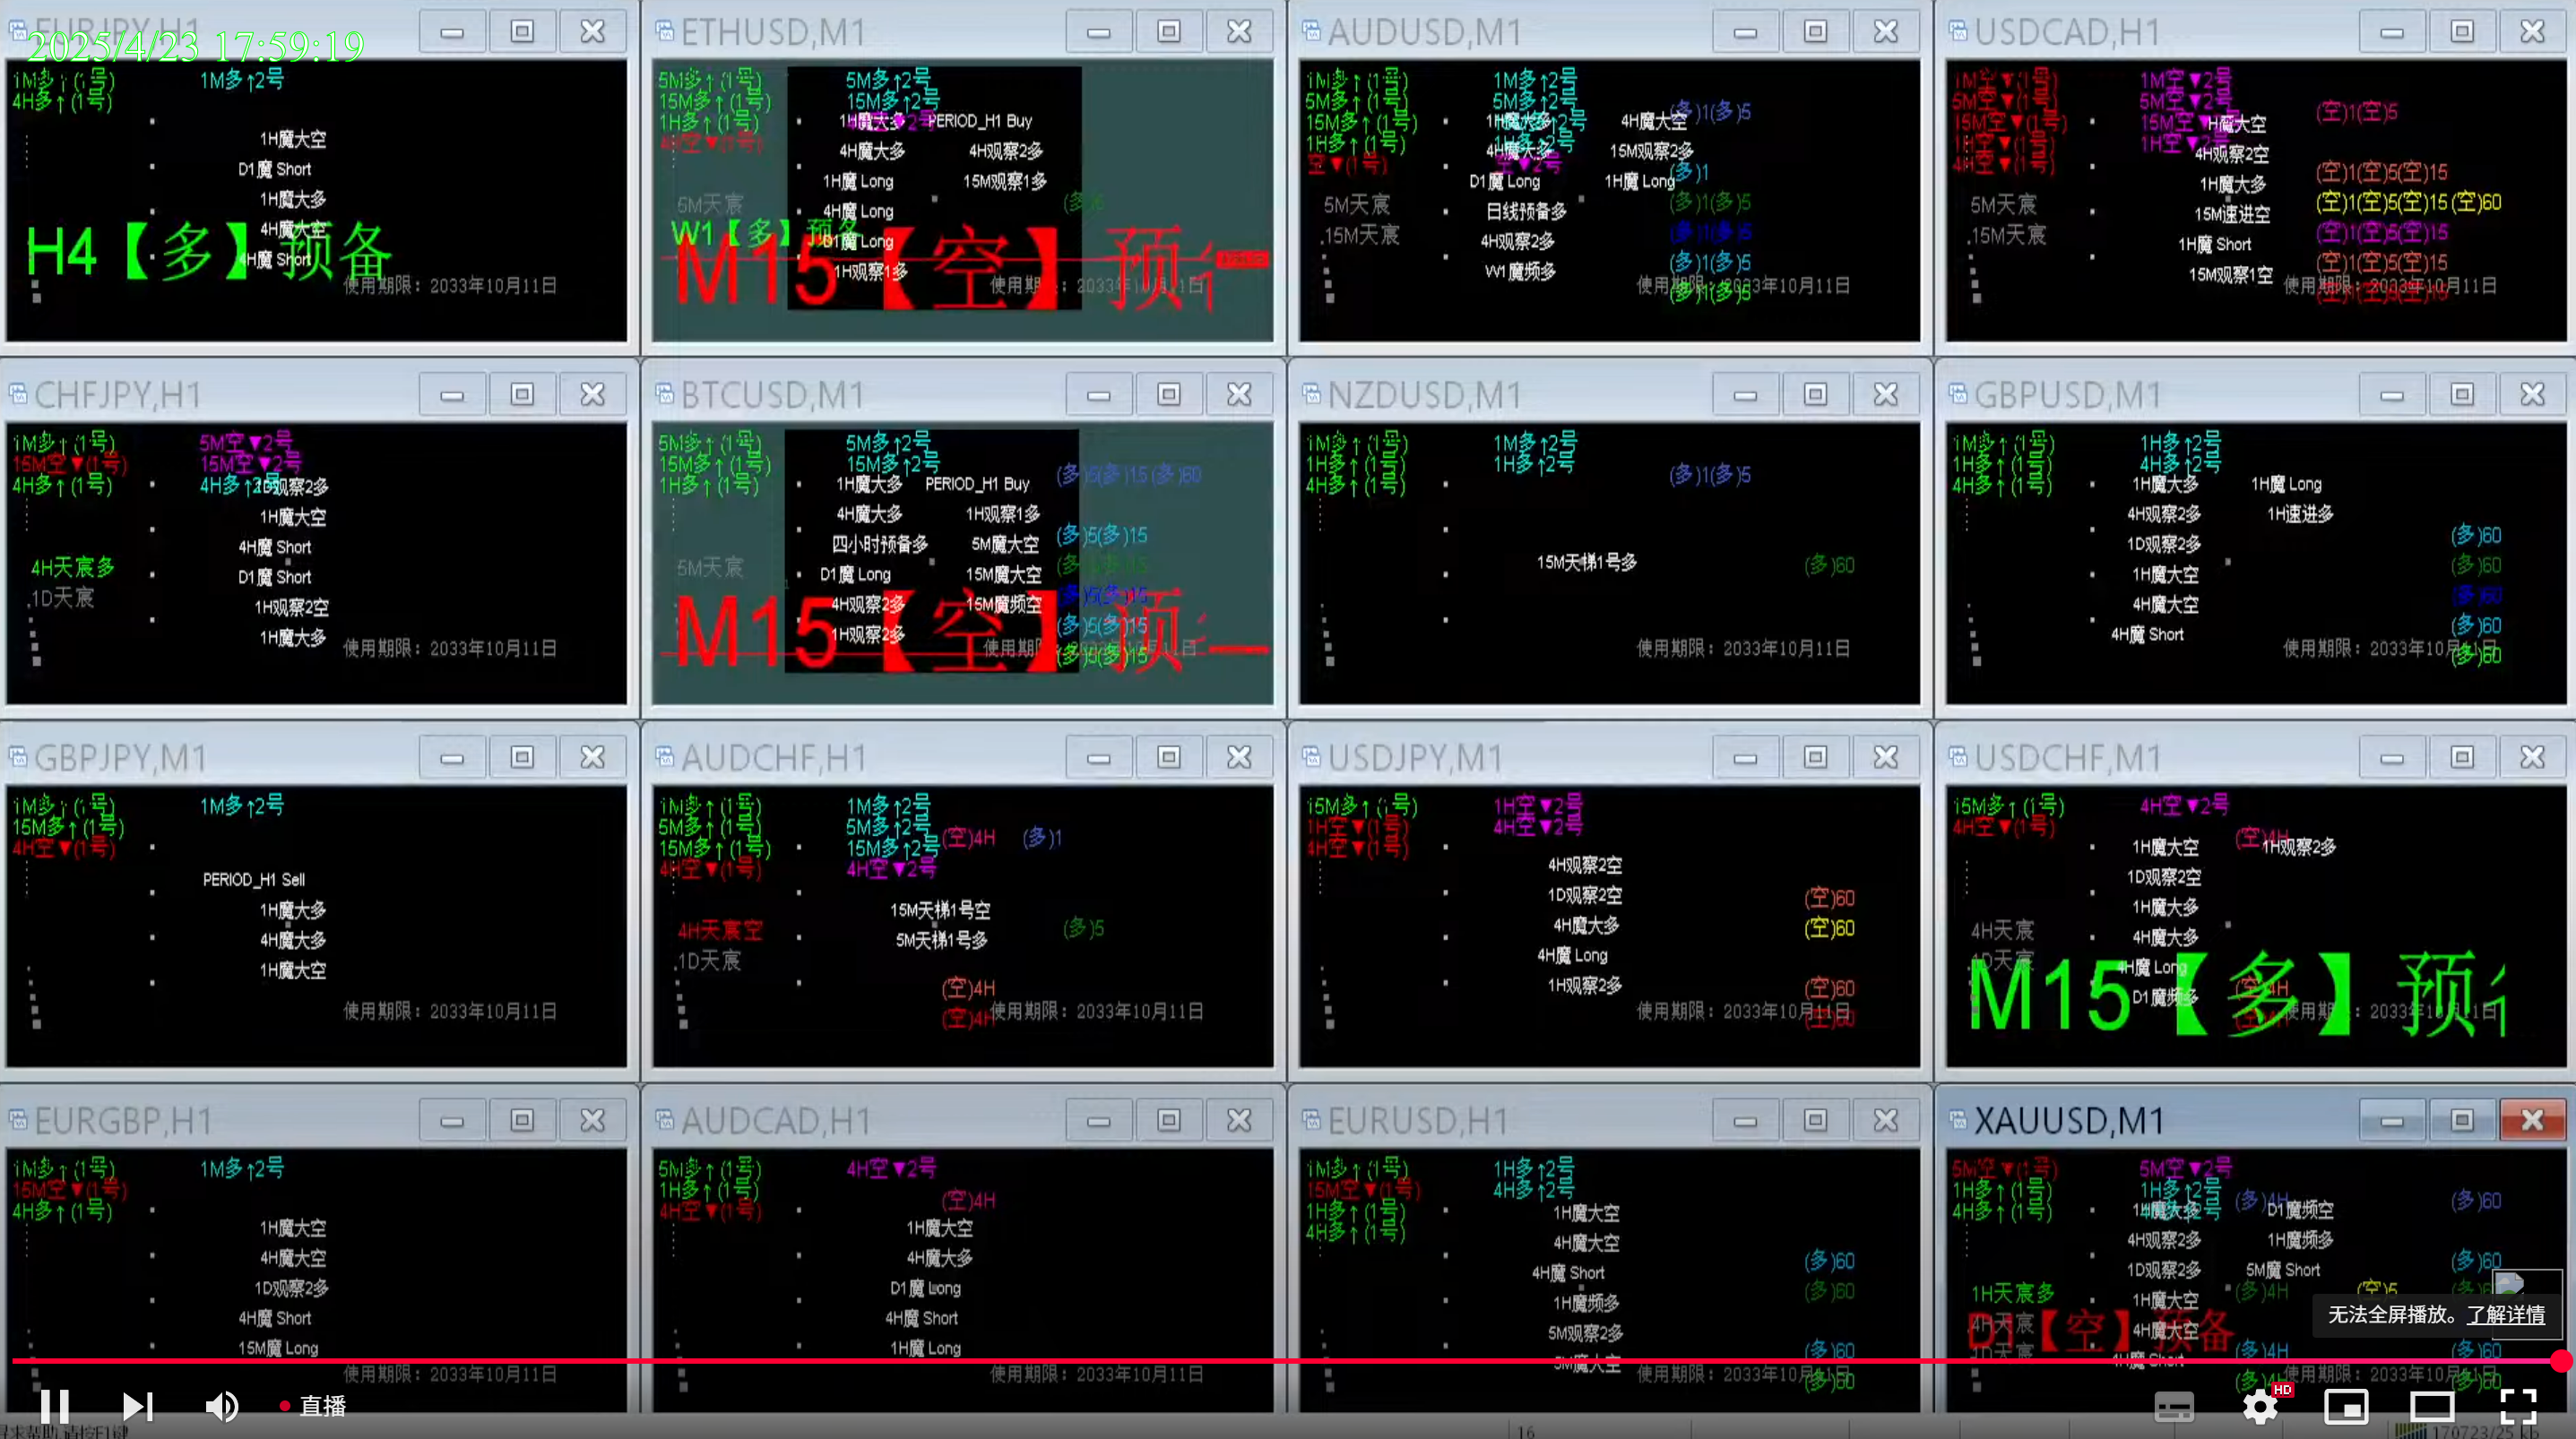 EURJPY,H1
2025/4/23 17:59:19
1M多↑(1号)
4H多↑(1号)
1M多↑2号
1H魔大空
D1魔 Short
1H魔大多
4H魔大空
4H魔 Short
H4【多】预备
使用期限：2033年10月11日
ETHUSD,M1
5M多↑(1号)
15M多↑(1号)
1H多↑(1号)
4H空▼(1号)
5M多↑2号
15M多↑2号
1H魔大多
PERIOD_H1 Buy
4H魔大多
4H观察2多
1H魔 Long
15M观察1多
5M天宸
4H魔 Long
W1【多】预备
D1魔 Long
1H观察1多
M15【空】
使用期
AUDUSD,M1
1M多↑(1号)
5M多↑(1号)
15M多↑(1号)
1H多↑(1号)
空▼(1号)
1M多↑2号
5M多↑2号
(多)1(多)5
4H魔大空
4H魔大多
15M观察2多
(多)1
D1魔 Long
1H魔 Long
5M天宸
日线预备多
(多)1(多)5
.15M天宸
4H观察2多
(多)1(多)5
W1魔频多
(多)1(多)5
使用期限：2033年10月11日
(多)1(多)5
USDCAD,H1
1M空▼(1号)
5M空▼(1号)
15M空▼(1号)
1H空▼(1号)
4H空▼(1号)
1M空▼2号
5M空▼2号
15M空▼2号
1H空▼2号
(空)1(空)5
H魔大空
4H观察2空
(空)1(空)5(空)15
1H魔大多
(空)1(空)5(空)15 (空)60
5M天宸
15M速进空
(空)1(空)5(空)15
.15M天宸
1H魔 Short
(空)1(空)5(空)15
15M观察1空
使用期限：2033年10月11日
(空)1(空)5(空)15
CHFJPY,H1
1M多↑(1号)
15M空▼(1号)
4H多↑(1号)
5M空▼2号
15M空▼2号
4H多↑2号
1D观察2多
1H魔大空
4H魔 Short
4H天宸多
D1魔 Short
.1D天宸
1H观察2空
1H魔大多
使用期限：2033年10月11日
BTCUSD,M1
5M多↑(1号)
15M多↑(1号)
1H多↑(1号)
5M多↑2号
15M多↑2号
(多)5(多)15 (多)60
1H魔大多
PERIOD_H1 Buy
4H魔大多
1H观察1多
四小时预备多
5M魔大空
(多)5(多)15
5M天宸
D1魔 Long
15M魔大空
4H观察2多
15M魔频空
(多)5(多)15
1H观察2多
(多)5(多)15
M15【空】预
(多)5(多)15
NZDUSD,M1
1M多↑(1号)
1H多↑(1号)
4H多↑(1号)
1M多↑2号
1H多↑2号
(多)1(多)5
15M天梯1号多
(多)60
使用期限：2033年10月11日
GBPUSD,M1
1M多↑(1号)
1H多↑(1号)
4H多↑(1号)
1H多↑2号
4H多↑2号
1H魔大多
1H魔 Long
4H观察2多
1H速进多
1D观察2多
(多)60
1H魔大空
(多)60
4H魔大空
(多)60
4H魔 Short
(多)60
使用期限：2033年10月11日
(多)60
GBPJPY,M1
1M多↑(1号)
15M多↑(1号)
4H空▼(1号)
1M多↑2号
PERIOD_H1 Sell
1H魔大多
4H魔大多
1H魔大空
使用期限：2033年10月11日
AUDCHF,H1
1M多↑(1号)
5M多↑(1号)
15M多↑(1号)
4H空▼(1号)
1M多↑2号
5M多↑2号
15M多↑2号
4H空▼2号
(空)4H
(多)1
15M天梯1号空
4H天宸空
5M天梯1号多
(多)5
.1D天宸
(空)4H
(空)4H
使用期限：2033年10月11日
USDJPY,M1
15M多↑(1号)
1H空▼(1号)
4H空▼(1号)
1H空▼2号
4H空▼2号
4H观察2空
1D观察2空
(空)60
4H魔大多
(空)60
4H魔 Long
1H观察2多
(空)60
使用期限：2033年10月11日
(空)60
USDCHF,M1
15M多↑(1号)
4H空▼(1号)
4H空▼2号
(空)4H
1H魔大空
1H观察2多
1D观察2空
1H魔大多
4H天宸
4H魔大多
.1D天宸
4H魔 Long
D1魔频多
(空)4H
M15【多】预
使用期限：2033年10月11日
EURGBP,H1
1M多↑(1号)
15M空▼(1号)
4H多↑(1号)
1M多↑2号
1H魔大空
4H魔大空
1D观察2多
4H魔 Short
15M魔 Long
使用期限：2033年10月11日
AUDCAD,H1
5M多↑(1号)
1H多↑(1号)
4H空▼(1号)
4H空▼2号
(空)4H
1H魔大空
4H魔大多
D1魔 Long
4H魔 Short
1H魔 Long
使用期限：2033年10月11日
EURUSD,H1
1M多↑(1号)
15M空▼(1号)
1H多↑(1号)
4H多↑(1号)
1H多↑2号
4H多↑2号
1H魔大空
4H魔大空
4H魔 Short
(多)60
1H魔频多
(多)60
5M观察2多
5M魔大空
(多)60
使用期限：2033年10月11日
(多)60
XAUUSD,M1
5M空▼(1号)
1H多↑(1号)
4H多↑(1号)
5M空▼2号
1H多↑2号
4H多↑2号
(多)4H
(多)60
1H魔大多
D1魔频空
4H观察2多
1H魔频多
1D观察2多
5M魔 Short
(多)60
1H天宸多
1H魔大空
(多)4H
(空)5
4H天宸
4H魔大空
D1【空】预备
1D天宸
4H魔 Short
(多)4H
(多)60
使用期限：2033年10月11日
无法全屏播放。了解详情
直播
HD
16
170723/25 kb